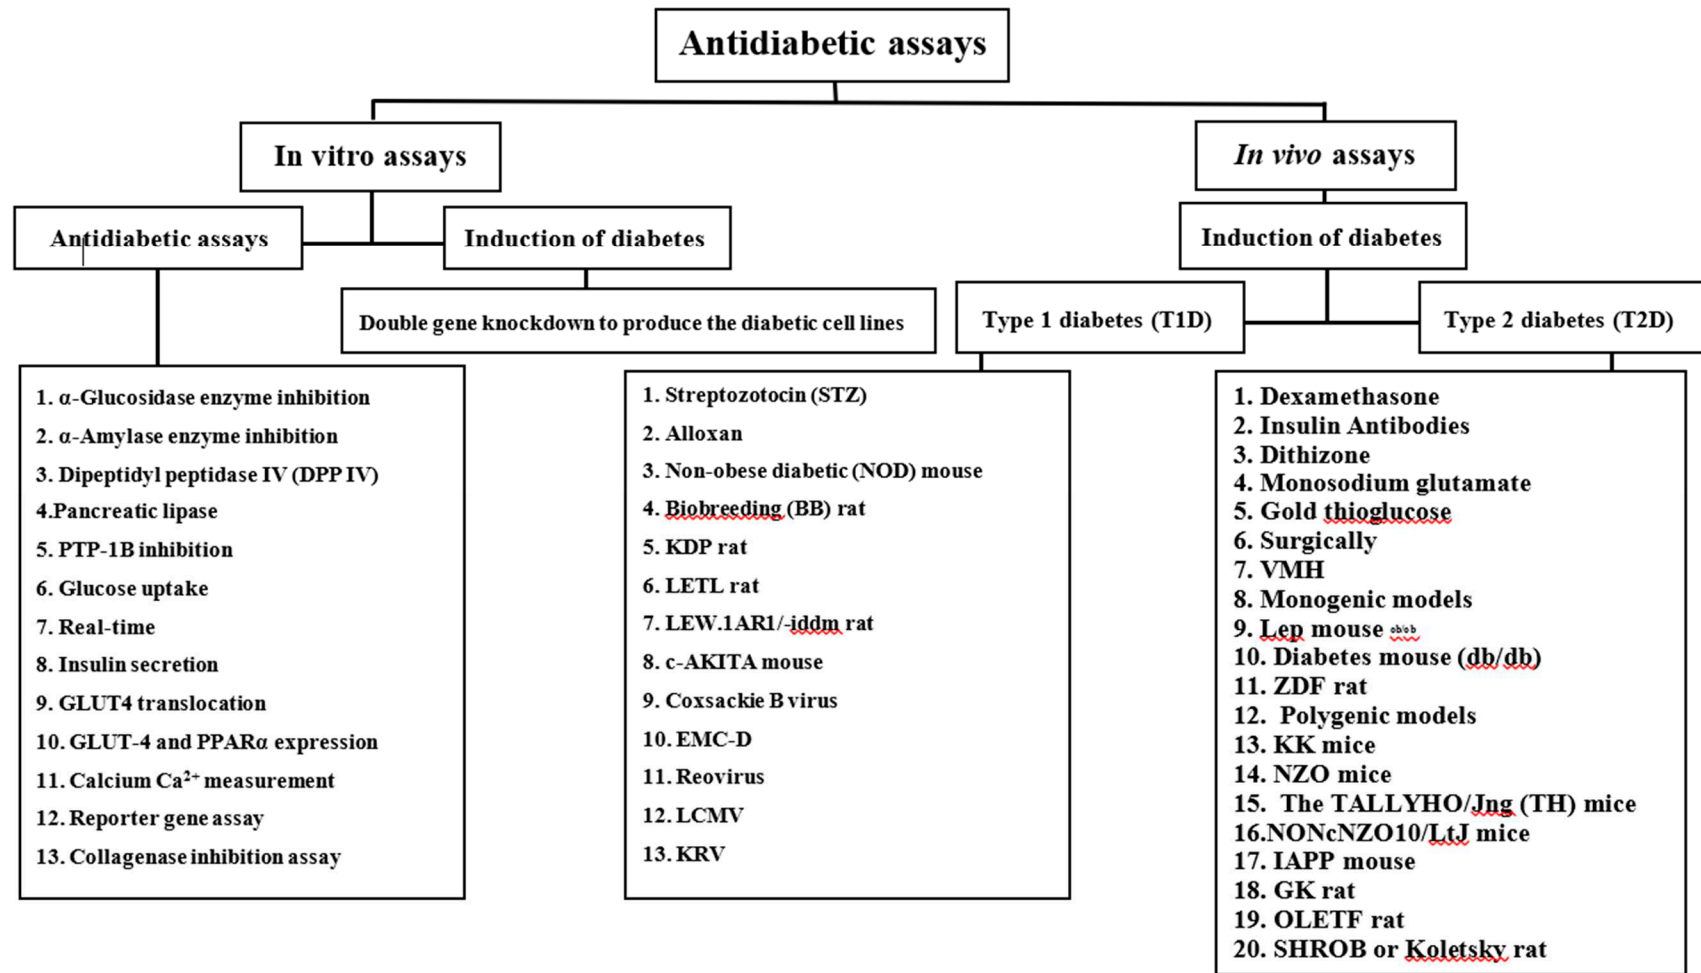 Antidiabetic assays
In vitro assays
In vivo assays
Antidiabetic assays
Induction of diabetes
Induction of diabetes
Double gene knockdown to produce the diabetic cell lines
Type 1 diabetes (T1D)
Type 2 diabetes (T2D)
1. α-Glucosidase enzyme inhibition
2. α-Amylase enzyme inhibition
3. Dipeptidyl peptidase IV (DPP IV)
4.Pancreatic lipase
5. PTP-1B inhibition
6. Glucose uptake
7. Real-time
8. Insulin secretion
9. GLUT4 translocation
10. GLUT-4 and PPARα expression
11. Calcium Ca²⁺ measurement
12. Reporter gene assay
13. Collagenase inhibition assay
1. Streptozotocin (STZ)
2. Alloxan
3. Non-obese diabetic (NOD) mouse
4. Biobreeding (BB) rat
5. KDP rat
6. LETL rat
7. LEW.1AR1/-iddm rat
8. c-AKITA mouse
9. Coxsackie B virus
10. EMC-D
11. Reovirus
12. LCMV
13. KRV
1. Dexamethasone
2. Insulin Antibodies
3. Dithizone
4. Monosodium glutamate
5. Gold thioglucose
6. Surgically
7. VMH
8. Monogenic models
9. Lep mouse ob/ob
10. Diabetes mouse (db/db)
11. ZDF rat
12. Polygenic models
13. KK mice
14. NZO mice
15. The TALLYHO/Jng (TH) mice
16.NONcNZO10/LtJ mice
17. IAPP mouse
18. GK rat
19. OLETF rat
20. SHROB or Koletsky rat